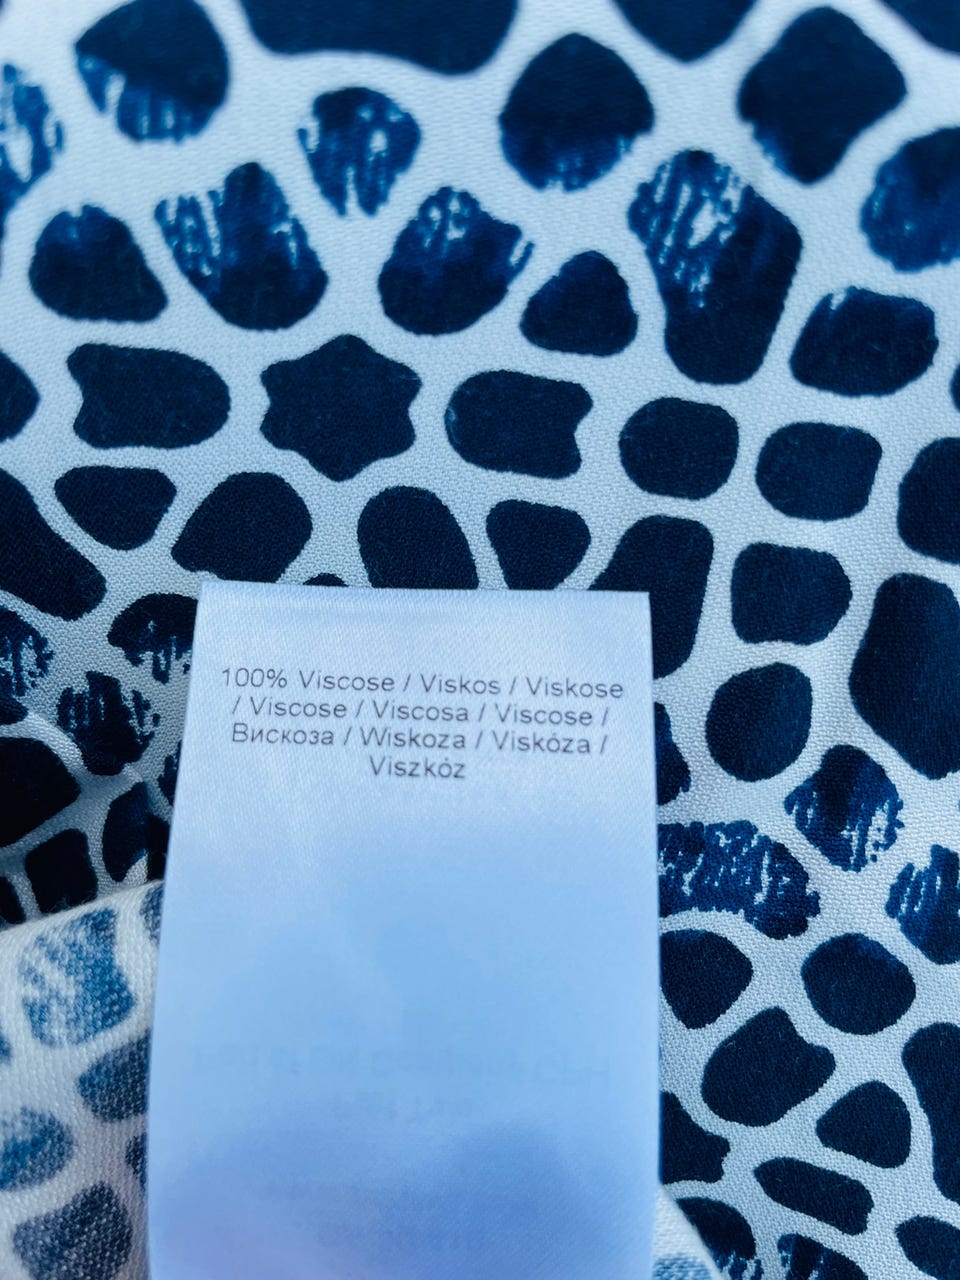 100% Viscose / Viskos / Viskose
/ Viscose / Viscosa / Viscose /
Вискоза / Wiskoza / Viskóza /
Viszkóz